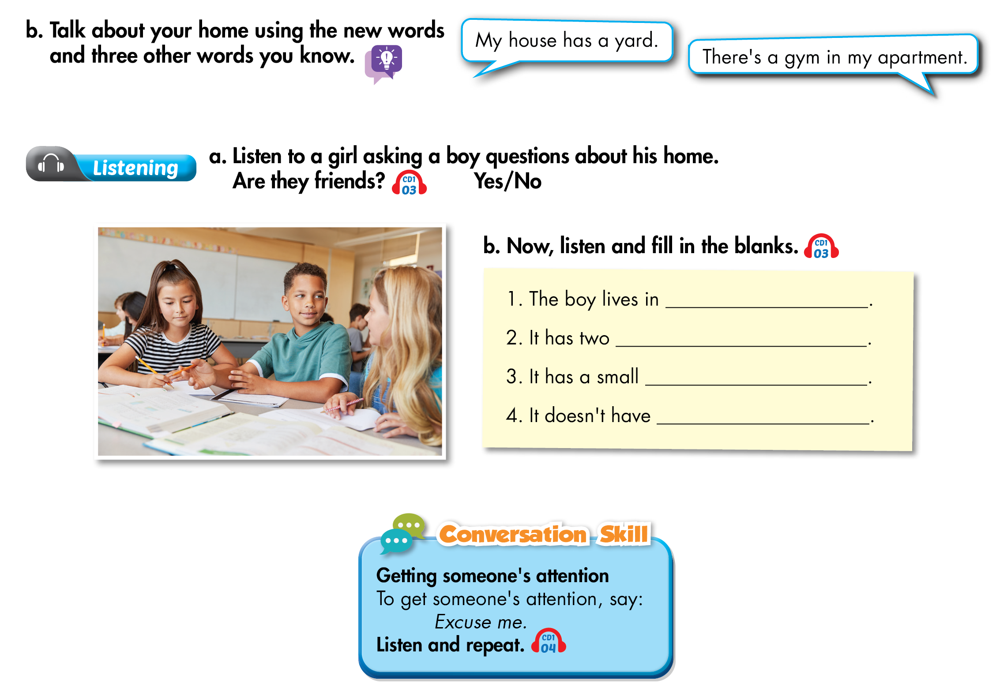 b. Talk about your home using the new words
and three other words you know.
My house has a yard.
There's a gym in my apartment.
Listening
a. Listen to a girl asking a boy questions about his home.
Are they friends? CD1 03 Yes/No
b. Now, listen and fill in the blanks. CD1 03
1. The boy lives in ____________________.
2. It has two ____________________.
3. It has a small ____________________.
4. It doesn't have ____________________.
Conversation Skill
Getting someone's attention
To get someone's attention, say:
Excuse me.
Listen and repeat. CD1 04